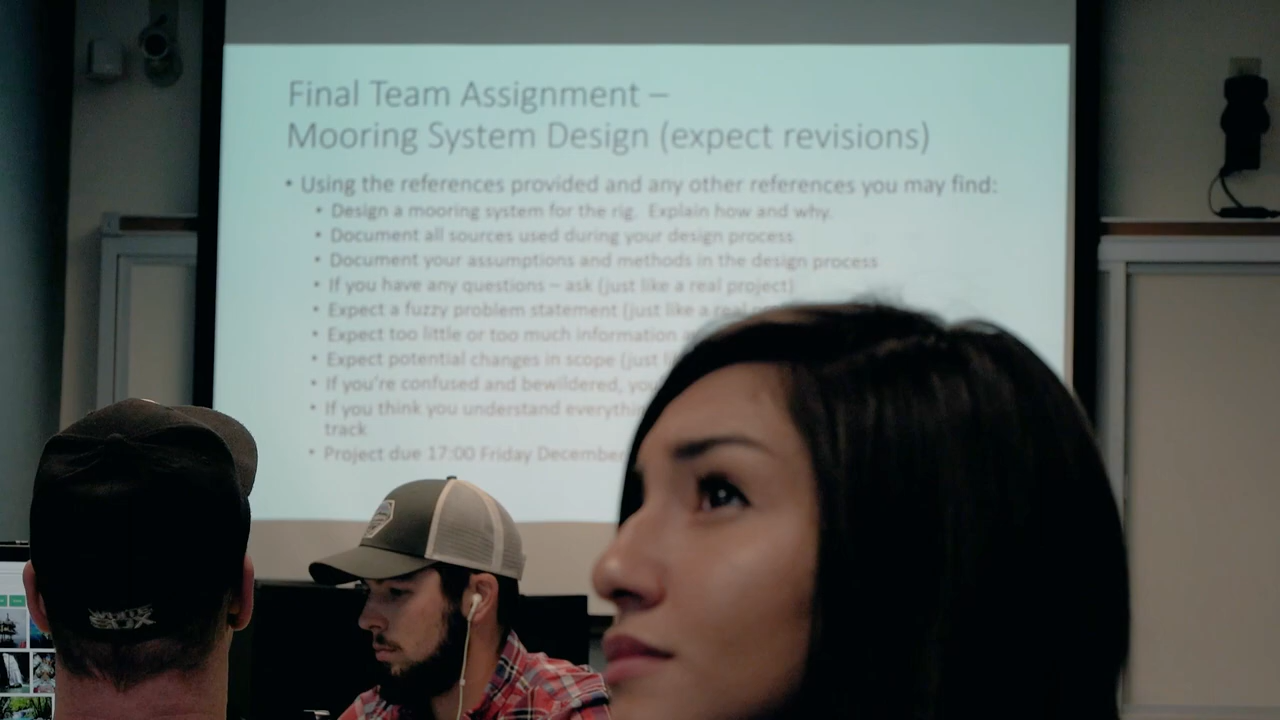 Final Team Assignment –
Mooring System Design (expect revisions)
• Using the references provided and any other references you may find:
• Design a mooring system for the rig. Explain how and why.
• Document all sources used during your design process
• Document your assumptions and methods in the design process
• If you have any questions – ask (just like a real project)
• Expect a fuzzy problem statement (just like a real
• Expect too little or too much information
• Expect potential changes in scope (just
• If you're confused and bewildered, you
• If you think you understand
track
• Project due 17:00 Friday December
WHITE
SOX